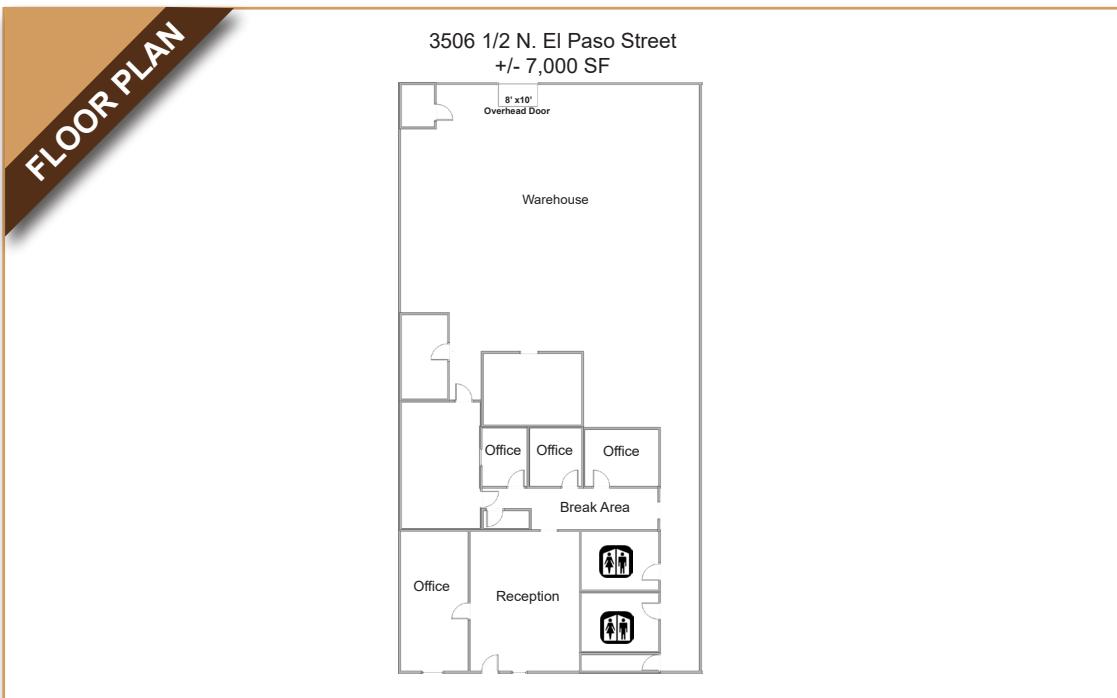 FLOOR PLAN
3506 1/2 N. El Paso Street
+/- 7,000 SF
8' x10'
Overhead Door
Warehouse
Office
Office
Office
Break Area
Office
Reception